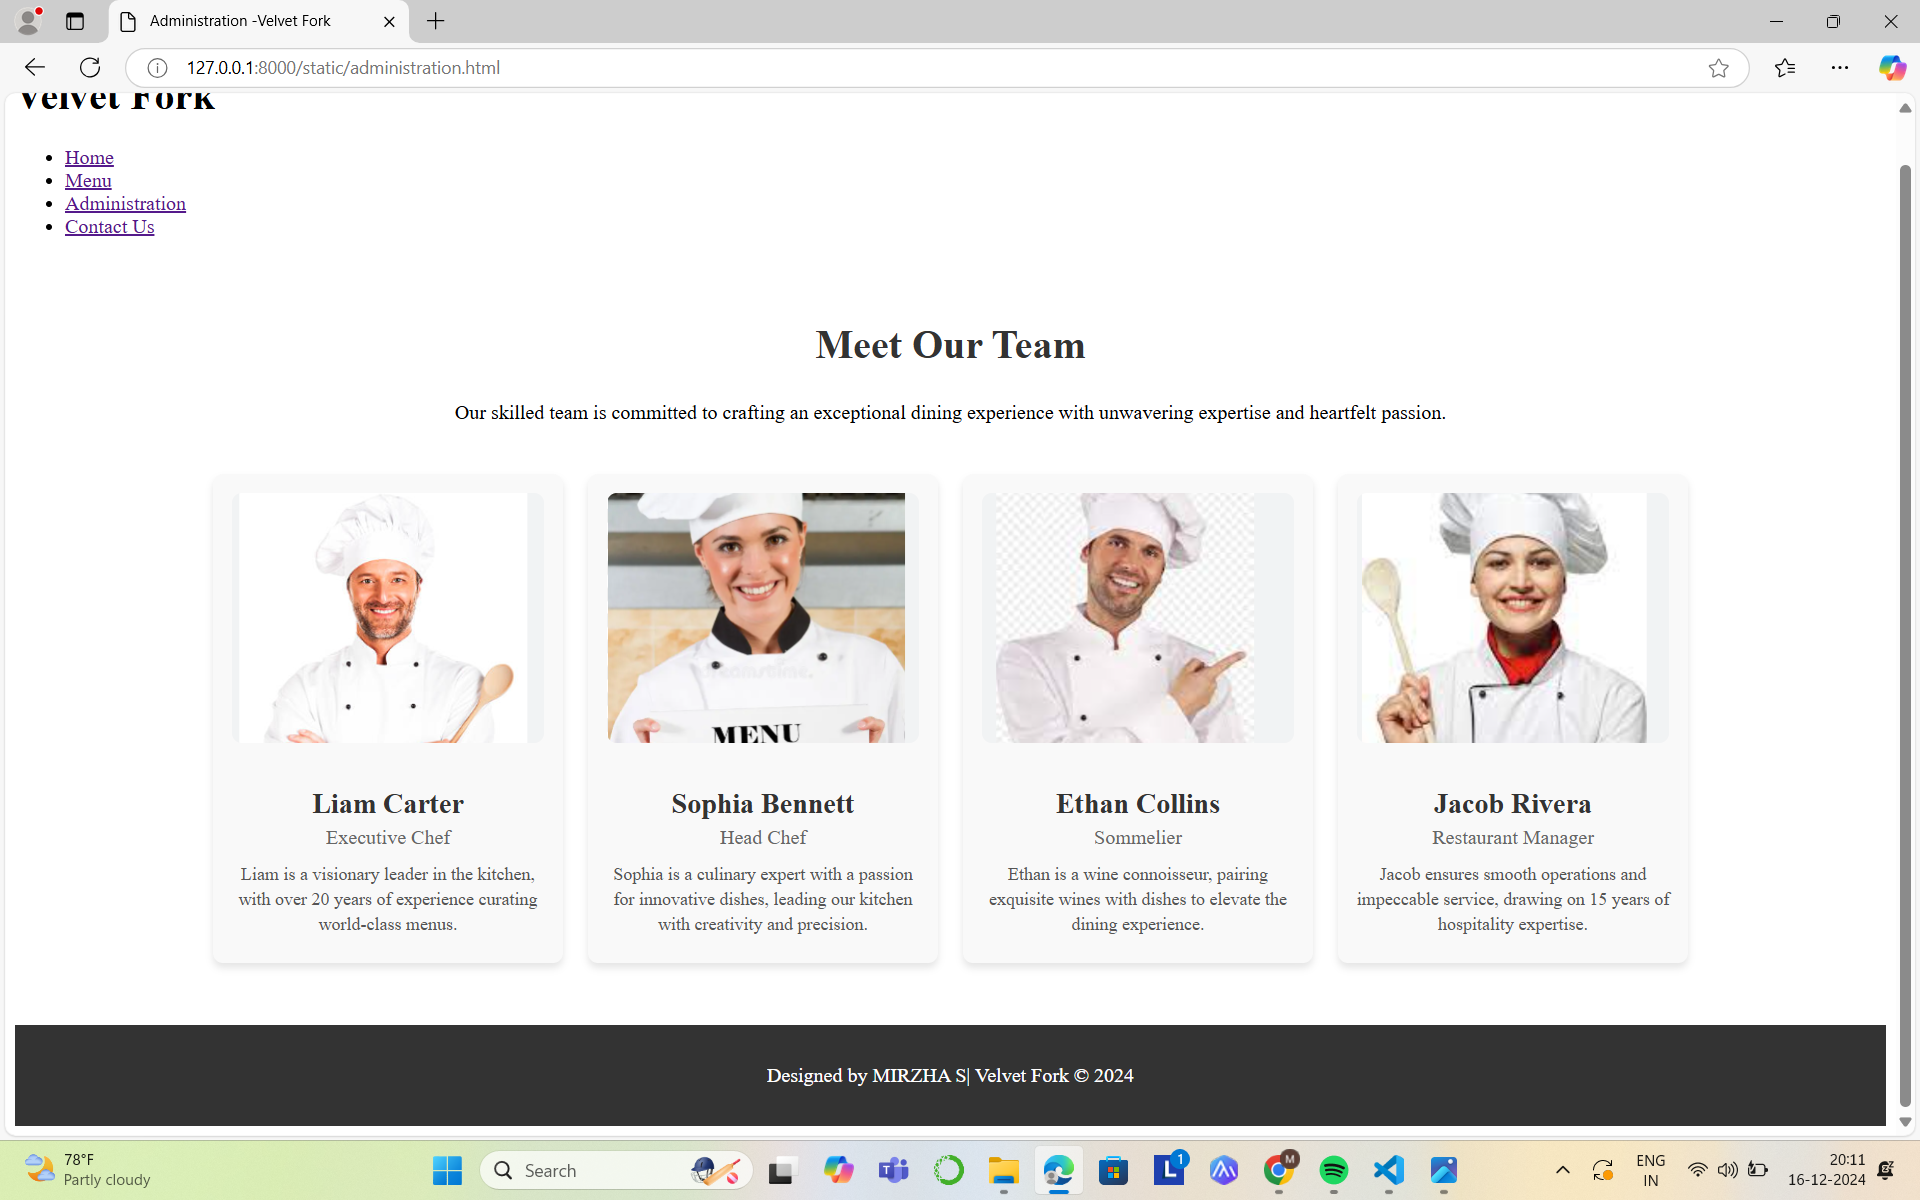 Administration -Velvet Fork
127.0.0.1:8000/static/administration.html
Velvet Fork
Home
Menu
Administration
Contact Us
Meet Our Team
Our skilled team is committed to crafting an exceptional dining experience with unwavering expertise and heartfelt passion.
MENU
Liam Carter
Executive Chef
Liam is a visionary leader in the kitchen,
with over 20 years of experience curating
world-class menus.
Sophia Bennett
Head Chef
Sophia is a culinary expert with a passion
for innovative dishes, leading our kitchen
with creativity and precision.
Ethan Collins
Sommelier
Ethan is a wine connoisseur, pairing
exquisite wines with dishes to elevate the
dining experience.
Jacob Rivera
Restaurant Manager
Jacob ensures smooth operations and
impeccable service, drawing on 15 years of
hospitality expertise.
Designed by MIRZHA S| Velvet Fork © 2024
78°F
Partly cloudy
Search
L
1
M
ENG
IN
20:11
16-12-2024